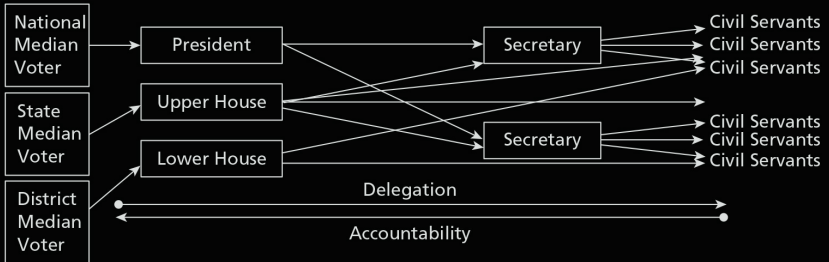 National
Median
Voter
State
Median
Voter
District
Median
Voter
President
Upper House
Lower House
Secretary
Secretary
Civil Servants
Civil Servants
Civil Servants
Civil Servants
Civil Servants
Civil Servants
Delegation
Accountability